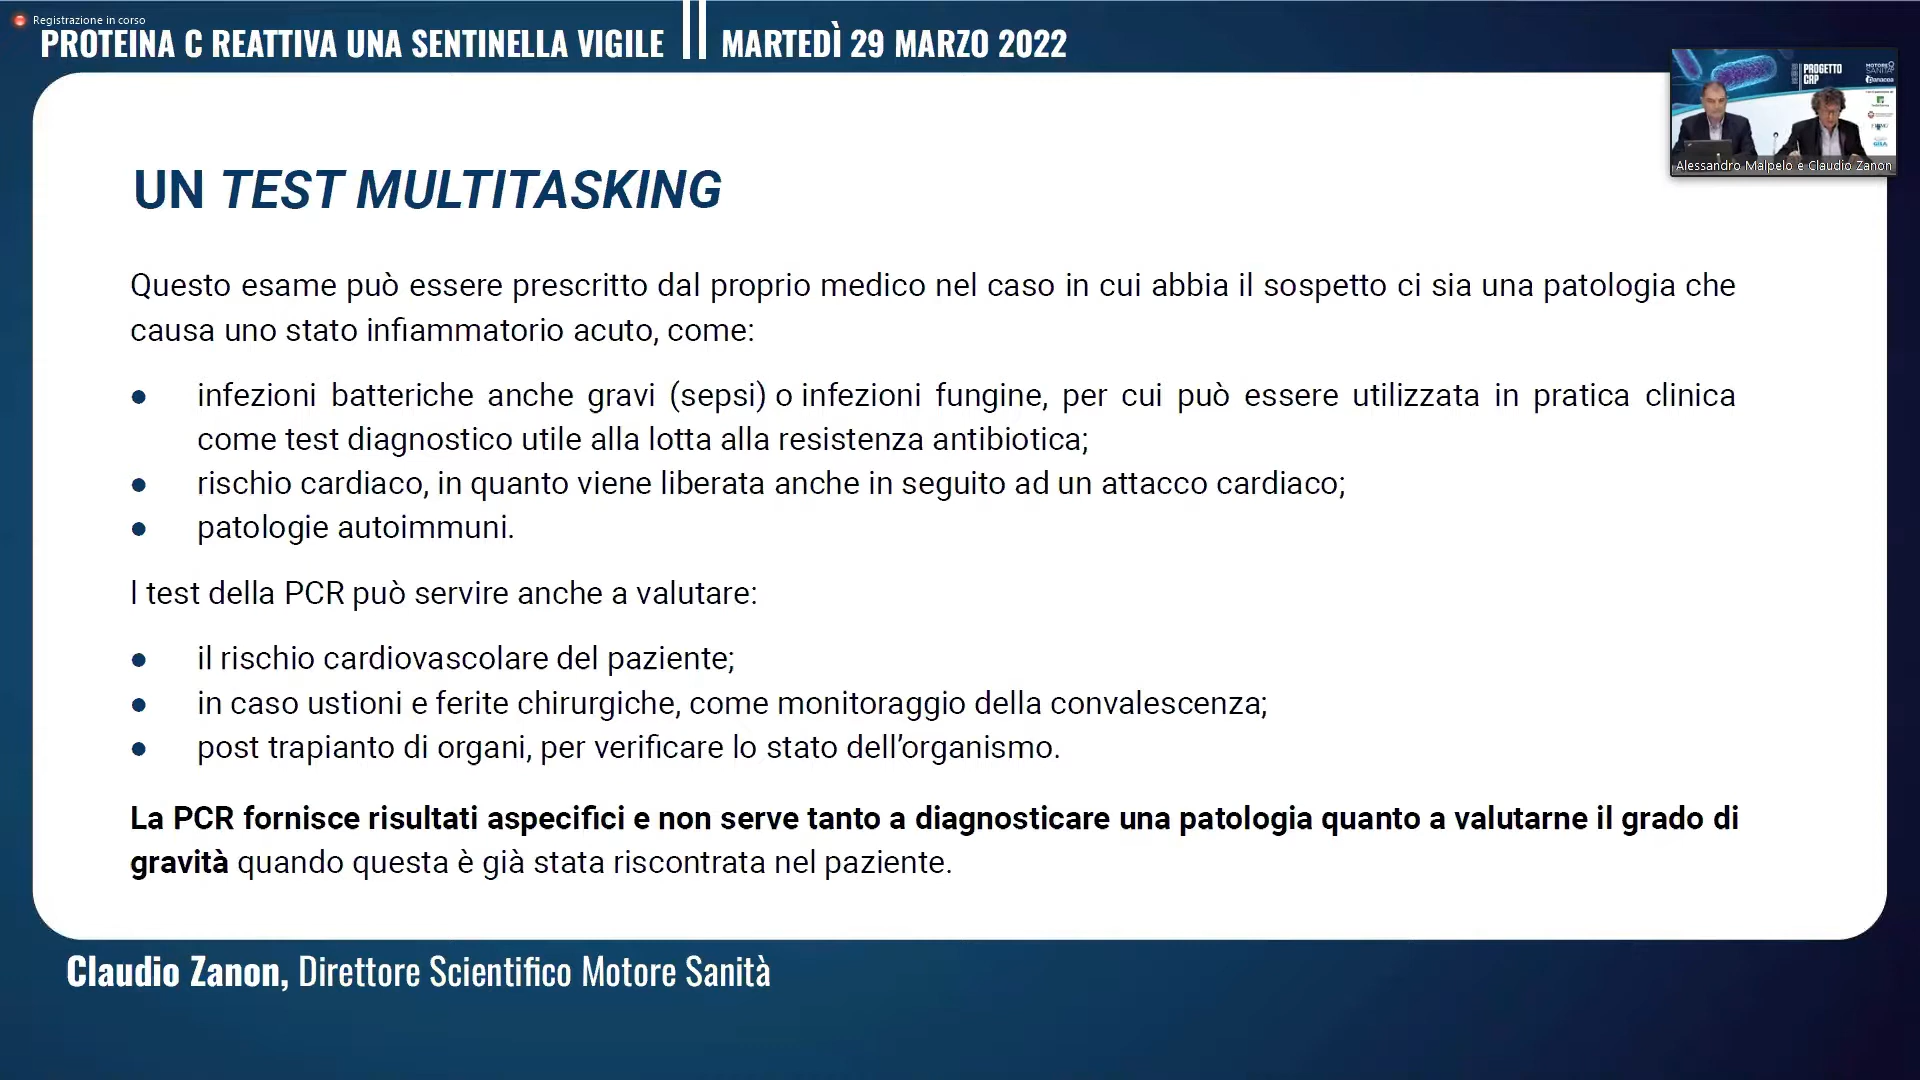 Registrazione in corso
PROTEINA C REATTIVA UNA SENTINELLA VIGILE || MARTEDÌ 29 MARZO 2022
PROGETTO
CRP
MOTORE
SANITÀ
Panacea
Alessandro Malpelo e Claudio Zanon
UN TEST MULTITASKING
Questo esame può essere prescritto dal proprio medico nel caso in cui abbia il sospetto ci sia una patologia che
causa uno stato infiammatorio acuto, come:
● infezioni batteriche anche gravi (sepsi) o infezioni fungine, per cui può essere utilizzata in pratica clinica
come test diagnostico utile alla lotta alla resistenza antibiotica;
● rischio cardiaco, in quanto viene liberata anche in seguito ad un attacco cardiaco;
● patologie autoimmuni.
l test della PCR può servire anche a valutare:
● il rischio cardiovascolare del paziente;
● in caso ustioni e ferite chirurgiche, come monitoraggio della convalescenza;
● post trapianto di organi, per verificare lo stato dell’organismo.
La PCR fornisce risultati aspecifici e non serve tanto a diagnosticare una patologia quanto a valutarne il grado di
gravità quando questa è già stata riscontrata nel paziente.
Claudio Zanon, Direttore Scientifico Motore Sanità